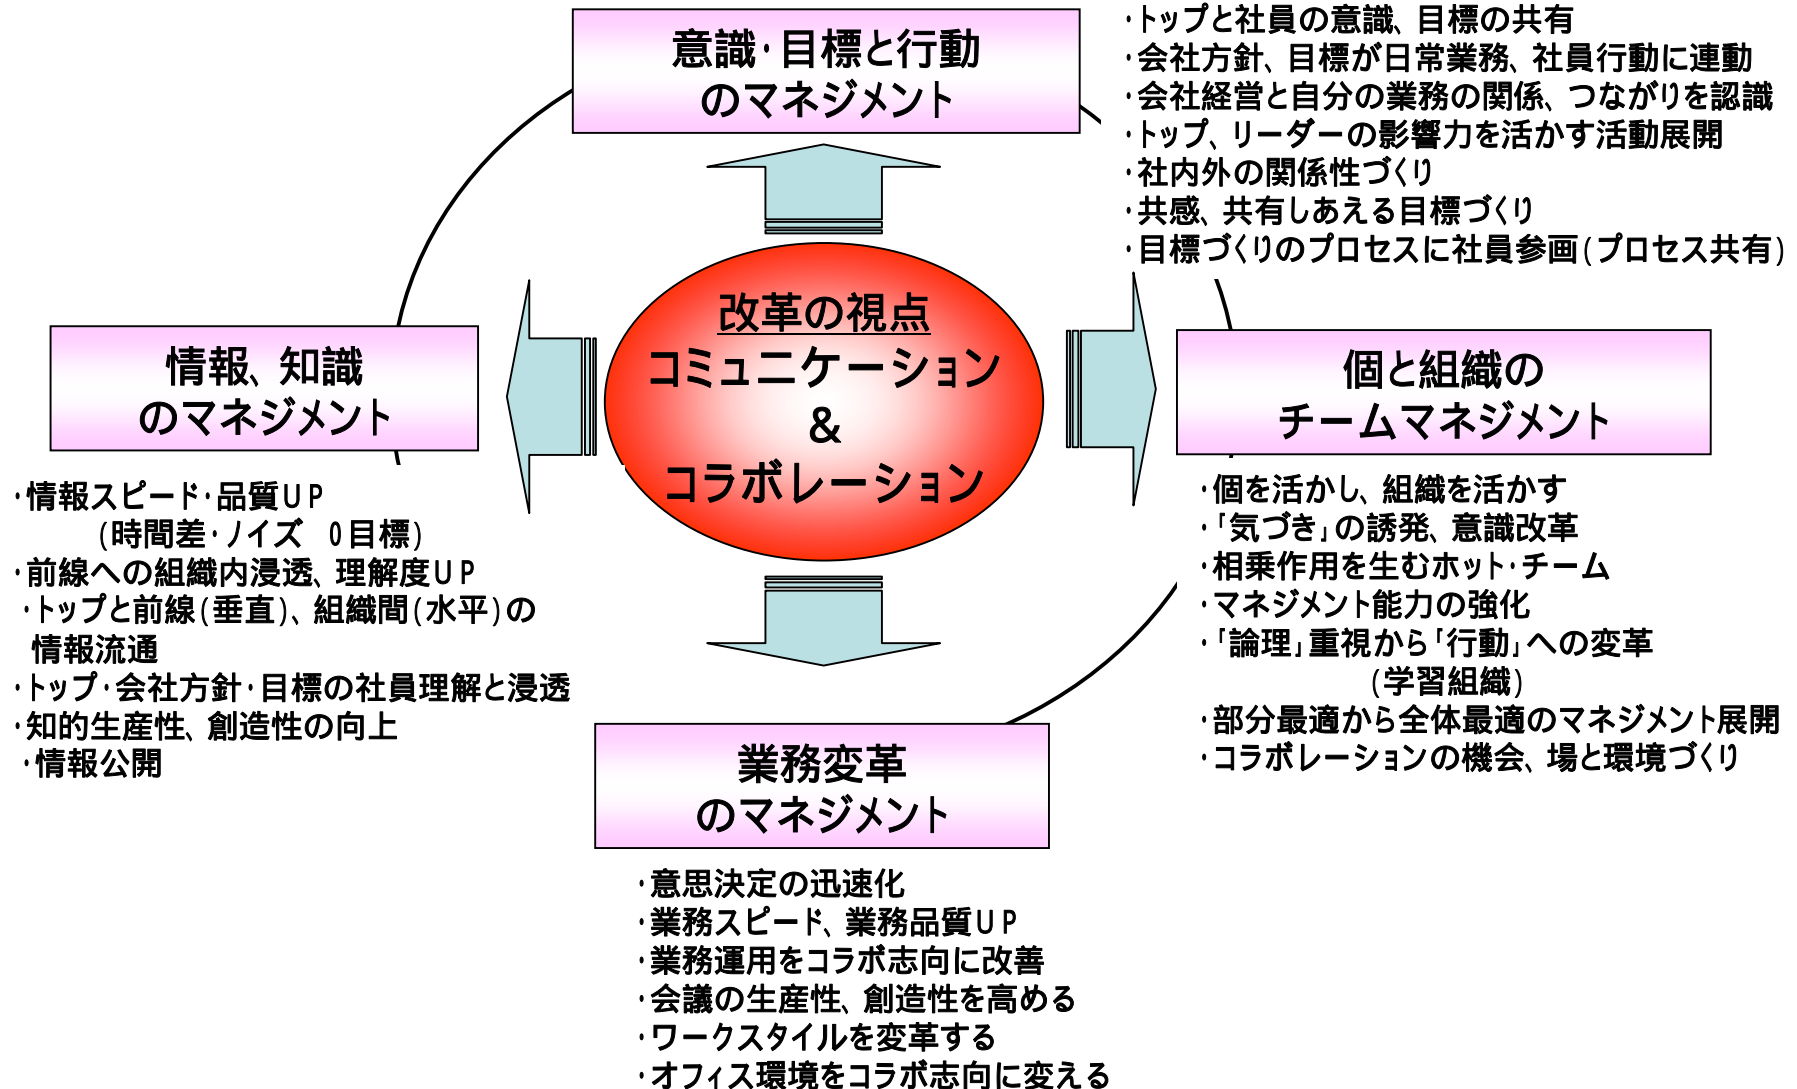 意識・目標と行動
のマネジメント
・トップと社員の意識、目標の共有
・会社方針、目標が日常業務、社員行動に連動
・会社経営と自分の業務の関係、つながりを認識
・トップ、リーダーの影響力を活かす活動展開
・社内外の関係性づくり
・共感、共有しあえる目標づくり
・目標づくりのプロセスに社員参画(プロセス共有)
改革の視点
コミュニケーション
&
コラボレーション
情報、知識
のマネジメント
・情報スピード・品質UP
(時間差・ノイズ 0目標)
・前線への組織内浸透、理解度UP
・トップと前線(垂直)、組織間(水平)の
情報流通
・トップ・会社方針・目標の社員理解と浸透
・知的生産性、創造性の向上
・情報公開
個と組織の
チームマネジメント
・個を活かし、組織を活かす
・「気づき」の誘発、意識改革
・相乗作用を生むホット・チーム
・マネジメント能力の強化
・「論理」重視から「行動」への変革
(学習組織)
・部分最適から全体最適のマネジメント展開
・コラボレーションの機会、場と環境づくり
業務変革
のマネジメント
・意思決定の迅速化
・業務スピード、業務品質UP
・業務運用をコラボ志向に改善
・会議の生産性、創造性を高める
・ワークスタイルを変革する
・オフィス環境をコラボ志向に変える